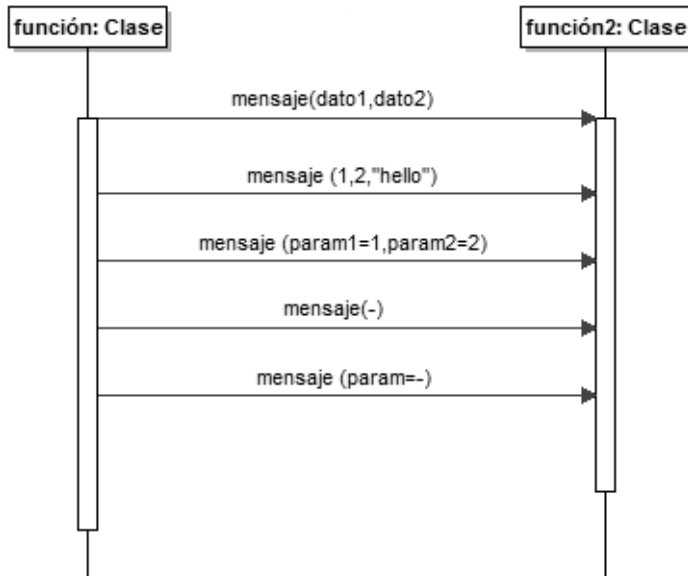 función: Clase
función2: Clase
mensaje(dato1,dato2)
mensaje (1,2,"hello")
mensaje (param1=1,param2=2)
mensaje(-)
mensaje (param=-)